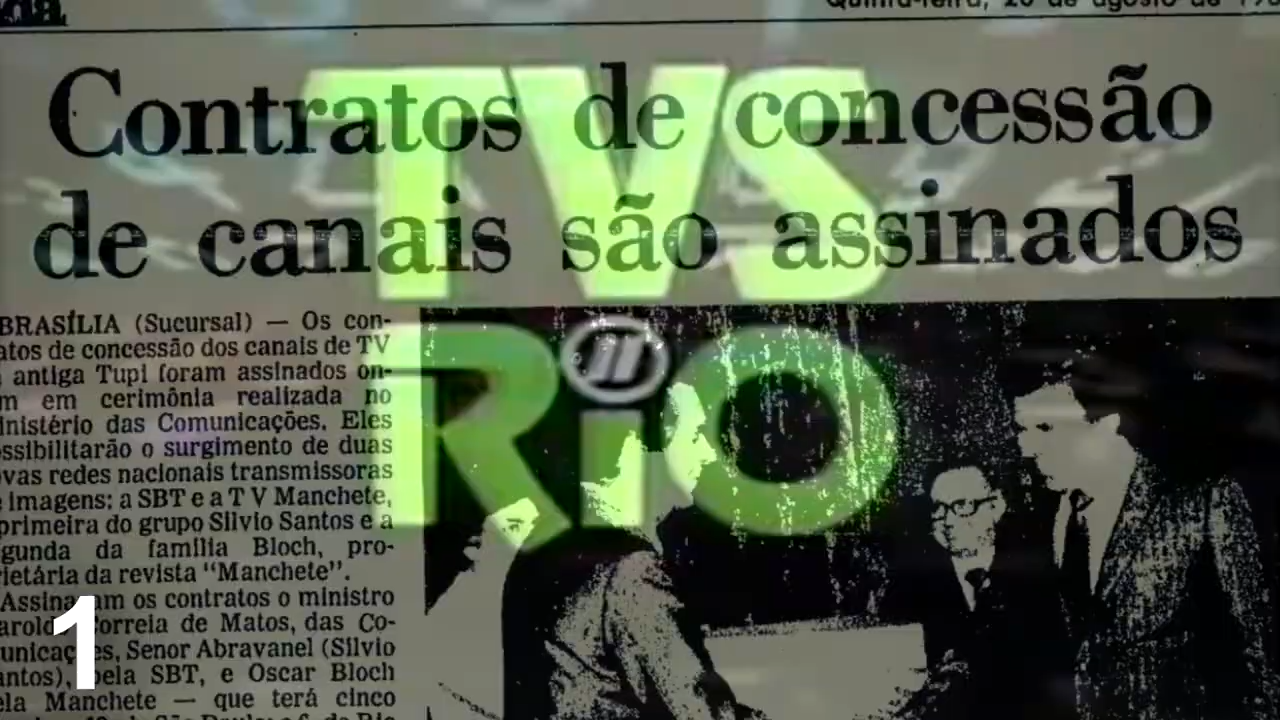 Quinta-feira, 20 de agosto de
Contratos de concessão
de canais são assinados
TVS
RiO
BRASÍLIA (Sucursal) — Os con-
atos de concessão dos canais de TV
antiga Tupi foram assinados on-
m em cerimônia realizada no
inistério das Comunicações. Eles
ssibilitarão o surgimento de duas
vas redes nacionais transmissoras
imagens: a SBT e a T V Manchete,
primeira do grupo Silvio Santos e a
gunda da família Bloch, pro-
rietária da revista "Manchete".
Assinaram os contratos o ministro
arold Correia de Matos, das Co-
unicações, Senor Abravanel (Silvio
antos), pela SBT, e Oscar Bloch
ela Manchete — que terá cinco
1